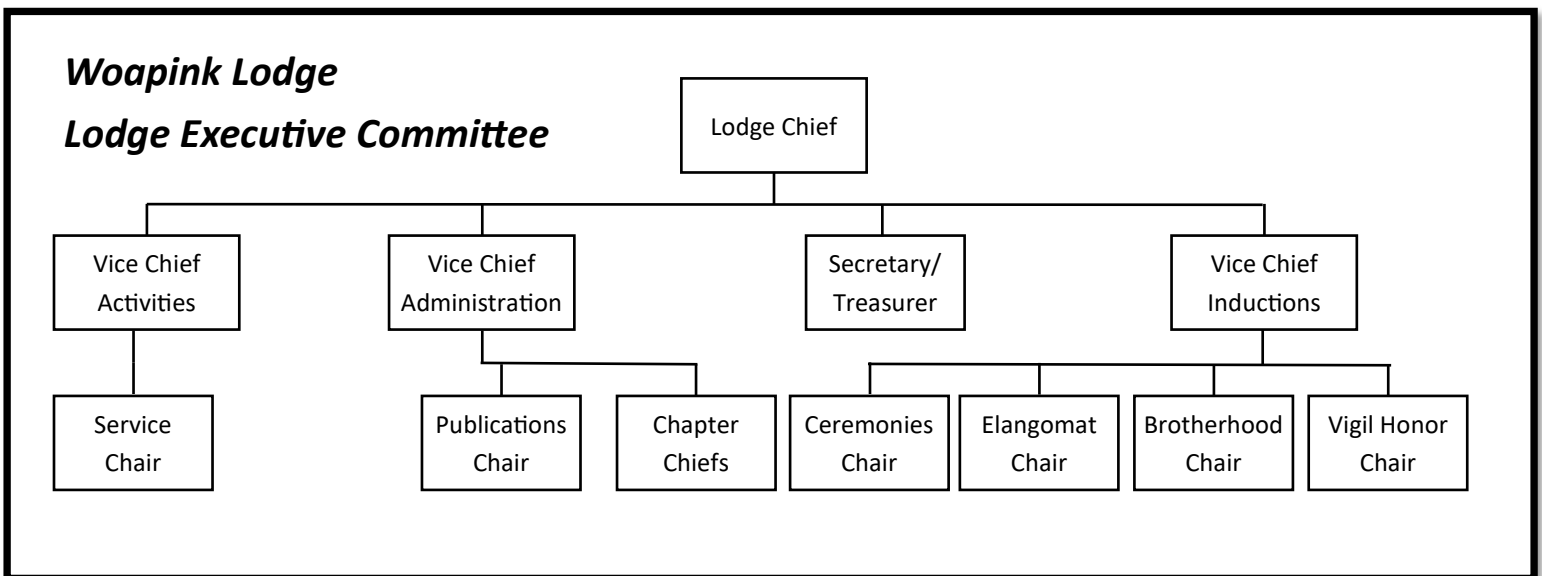 Woapink Lodge
Lodge Executive Committee
Lodge Chief
Vice Chief
Activities
Vice Chief
Administration
Secretary/
Treasurer
Vice Chief
Inductions
Service
Chair
Publications
Chair
Chapter
Chiefs
Ceremonies
Chair
Elangomat
Chair
Brotherhood
Chair
Vigil Honor
Chair